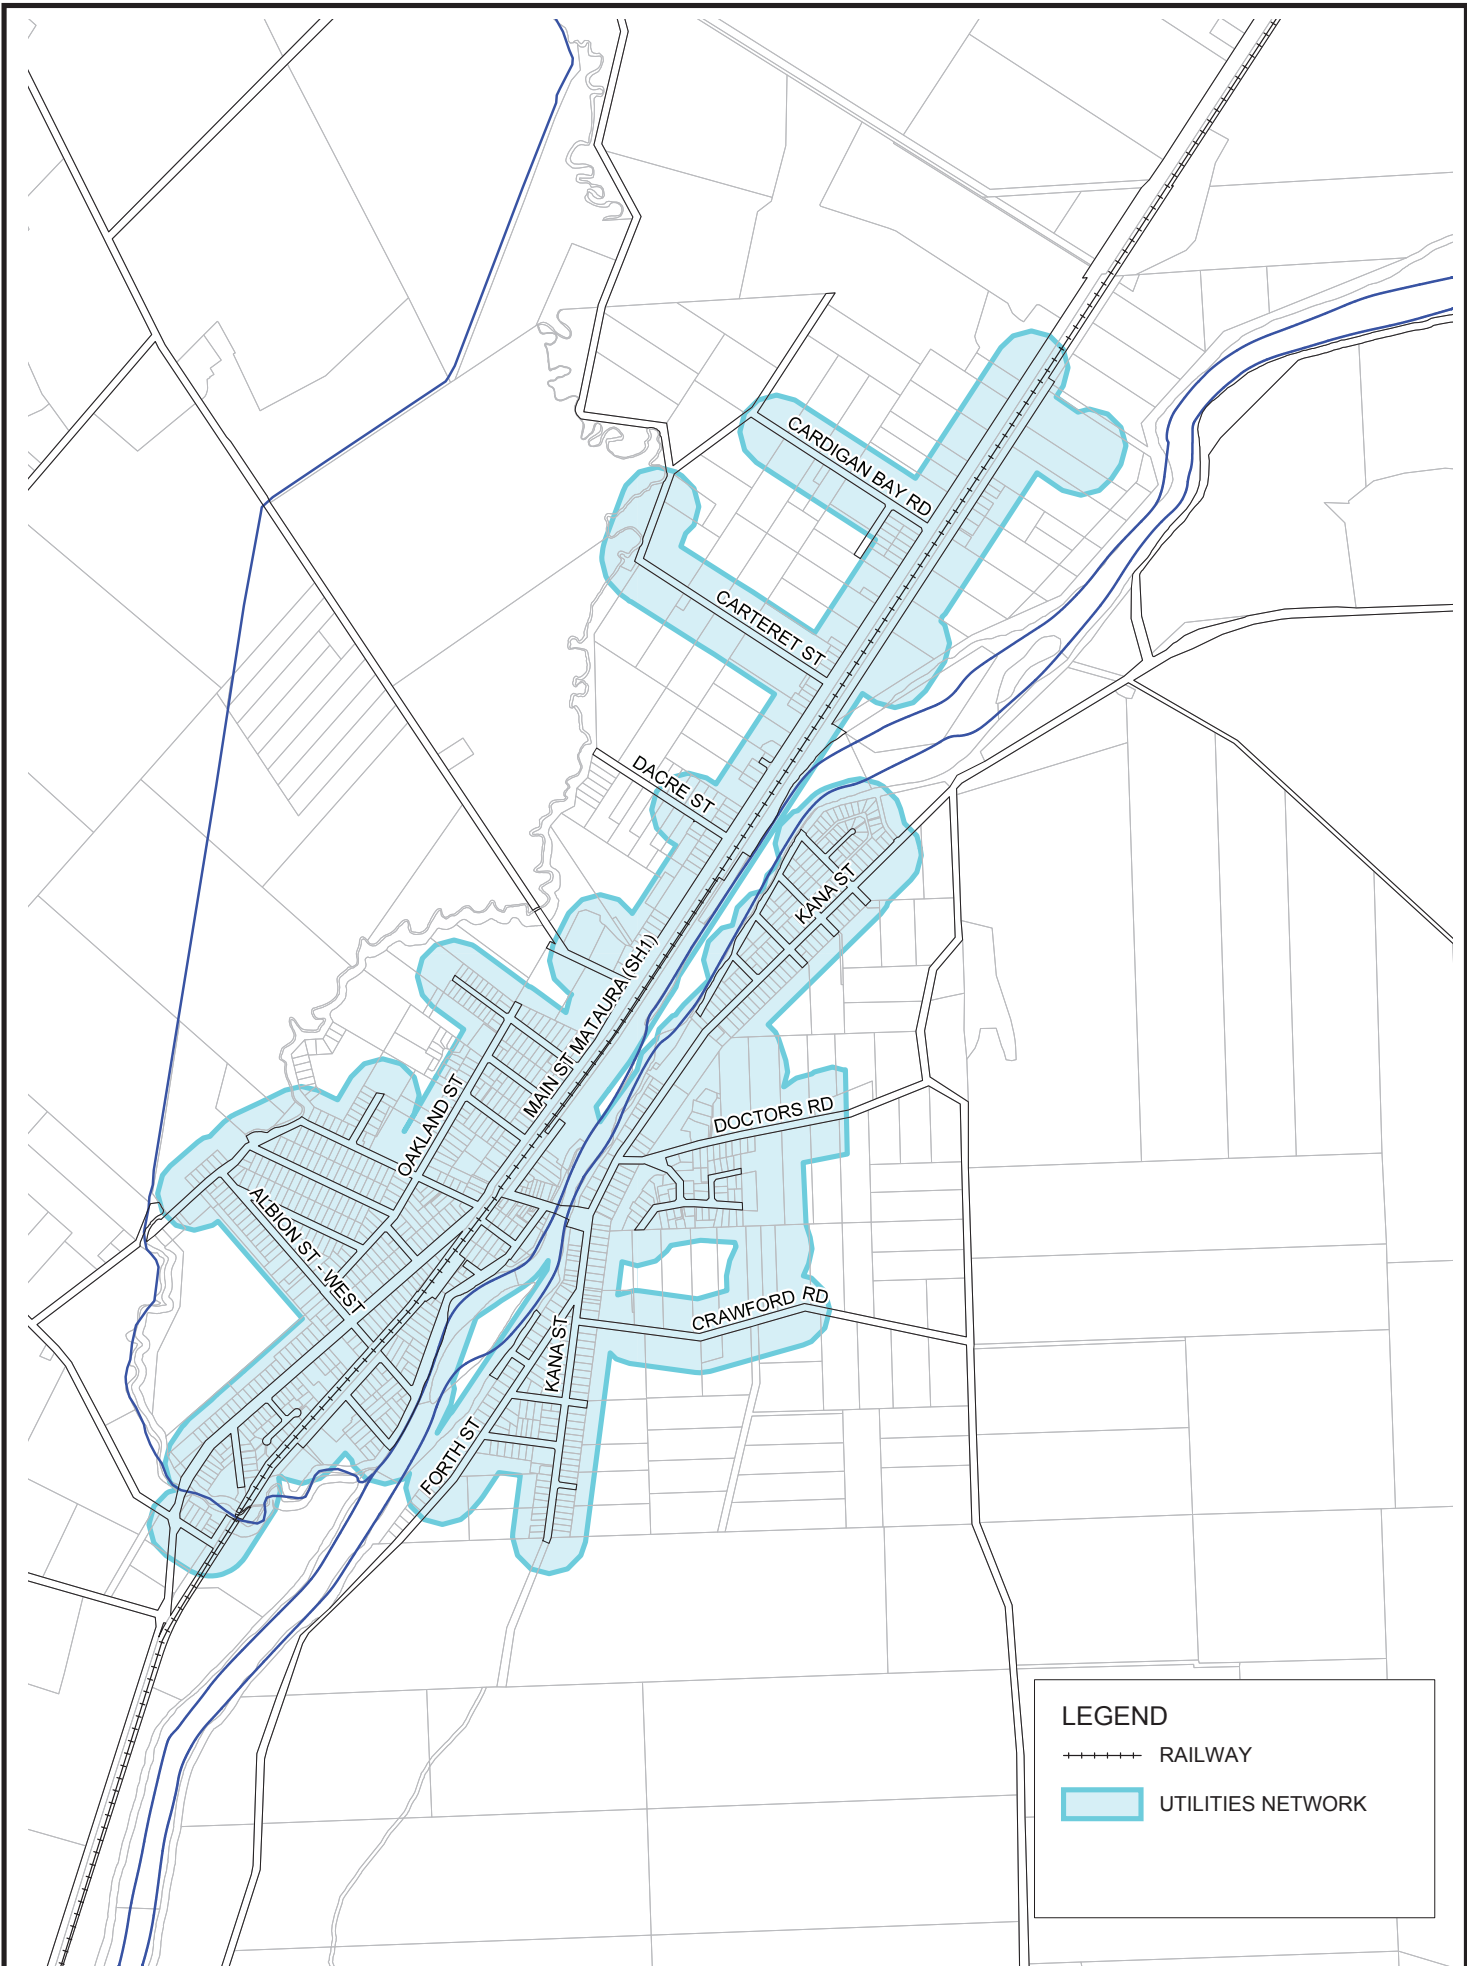 CARDIGAN BAY RD
CARTERET ST
DACRE ST
KANA ST
MAIN ST MATAURA (SH1)
OAKLAND ST
DOCTORS RD
ALBION ST - WEST
CRAWFORD RD
KANA ST
FORTH ST
LEGEND
RAILWAY
UTILITIES NETWORK